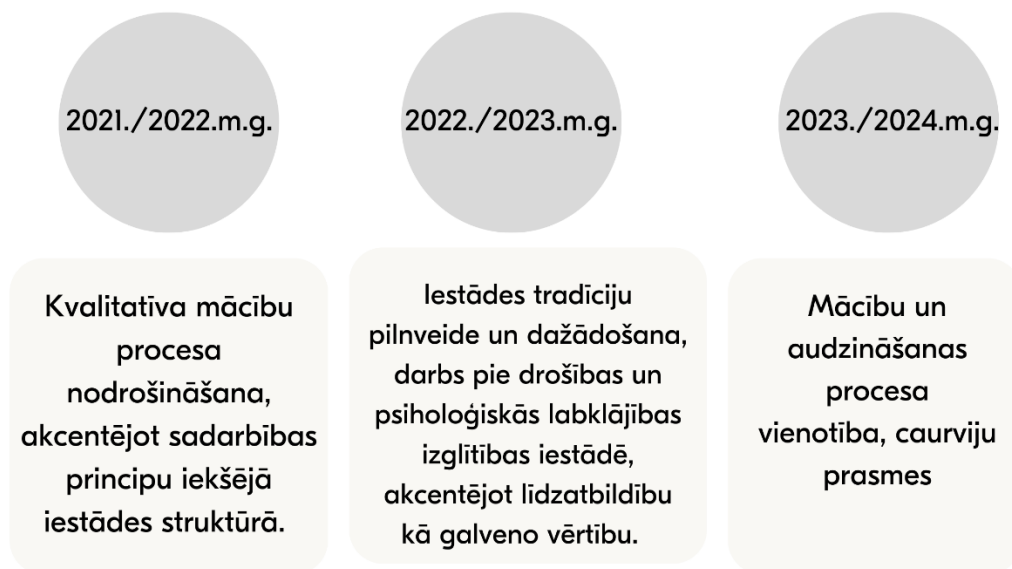 2021./2022.m.g.
Kvalitatīva mācību
procesa
nodrošināšana,
akcentējot sadarbības
principu iekšējā
iestādes struktūrā.
2022./2023.m.g.
Iestādes tradīciju
pilnveide un dažādošana,
darbs pie drošības un
psiholoģiskās labklājības
izglītības iestādē,
akcentējot līdzatbildību
kā galveno vērtību.
2023./2024.m.g.
Mācību un
audzināšanas
procesa
vienotība, caurviju
prasmes